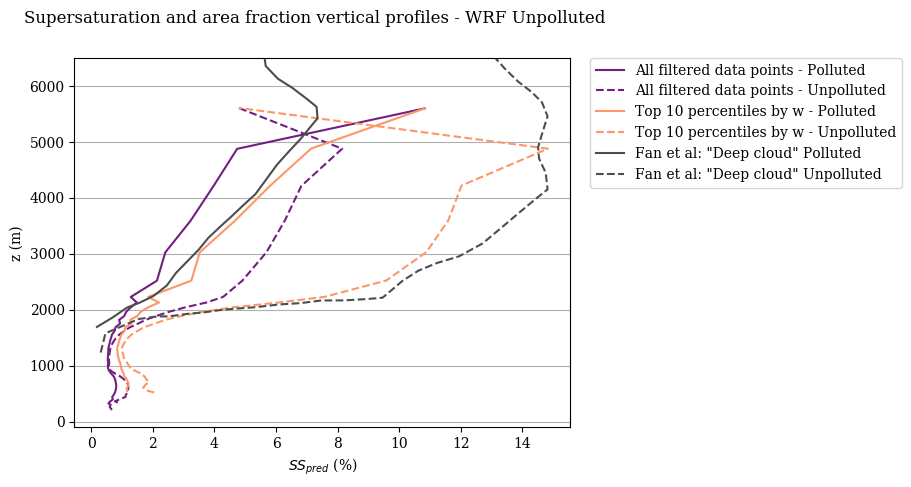 Supersaturation and area fraction vertical profiles - WRF Unpolluted
All filtered data points - Polluted
All filtered data points - Unpolluted
Top 10 percentiles by w - Polluted
Top 10 percentiles by w - Unpolluted
Fan et al: "Deep cloud" Polluted
Fan et al: "Deep cloud" Unpolluted
z (m)
6000
5000
4000
3000
2000
1000
0
0 2 4 6 8 10 12 14
SS_pred (%)